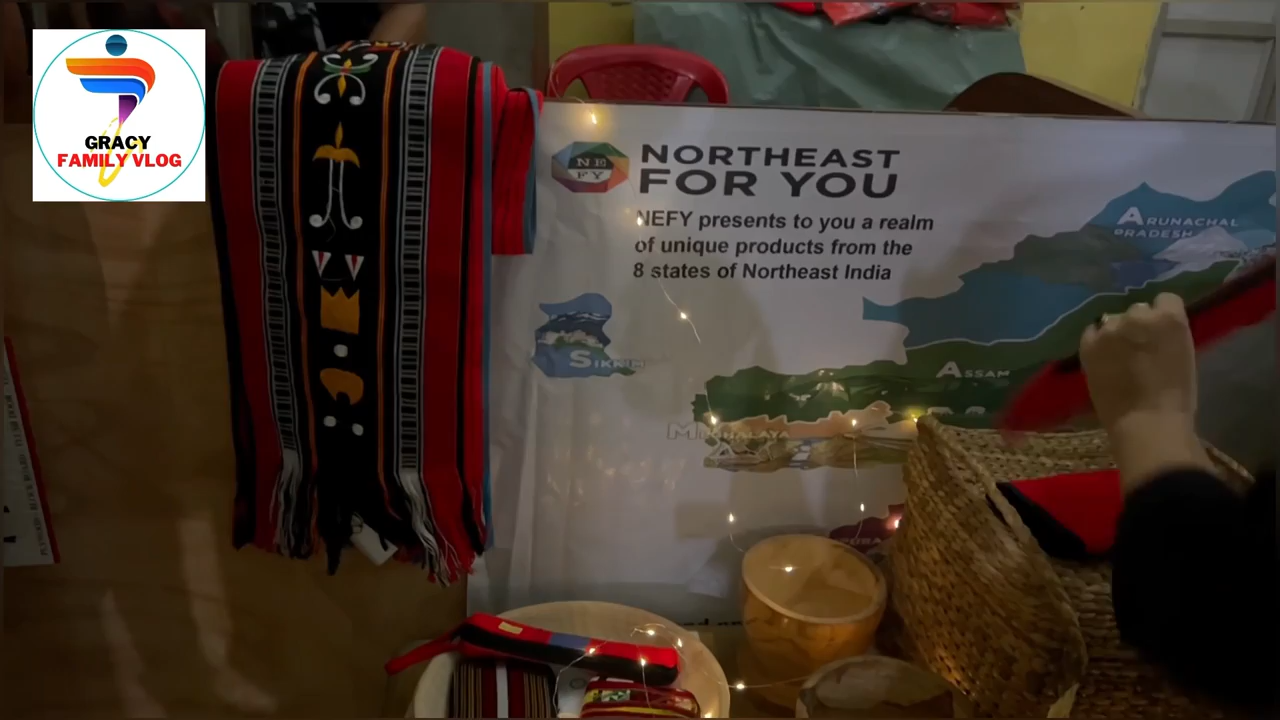 GRACY
FAMILY VLOG
NE
FY
NORTHEAST
FOR YOU
NEFY presents to you a realm
of unique products from the
8 states of Northeast India
ARUNACHAL
PRADESH
SIKKIM
ASSAM
MEGHALAYA